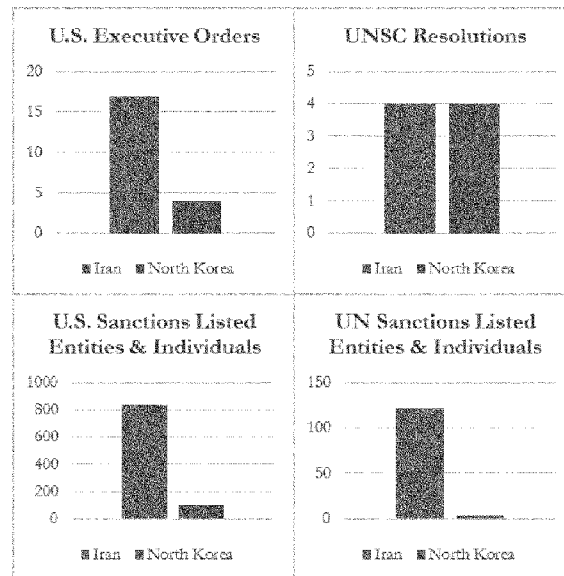 U.S. Executive Orders
20
15
10
5
0
Iran North Korea
UNSC Resolutions
5
4
3
2
1
0
Iran North Korea
U.S. Sanctions Listed
Entities & Individuals
1000
800
600
400
200
0
Iran North Korea
UN Sanctions Listed
Entities & Individuals
150
100
50
0
Iran North Korea